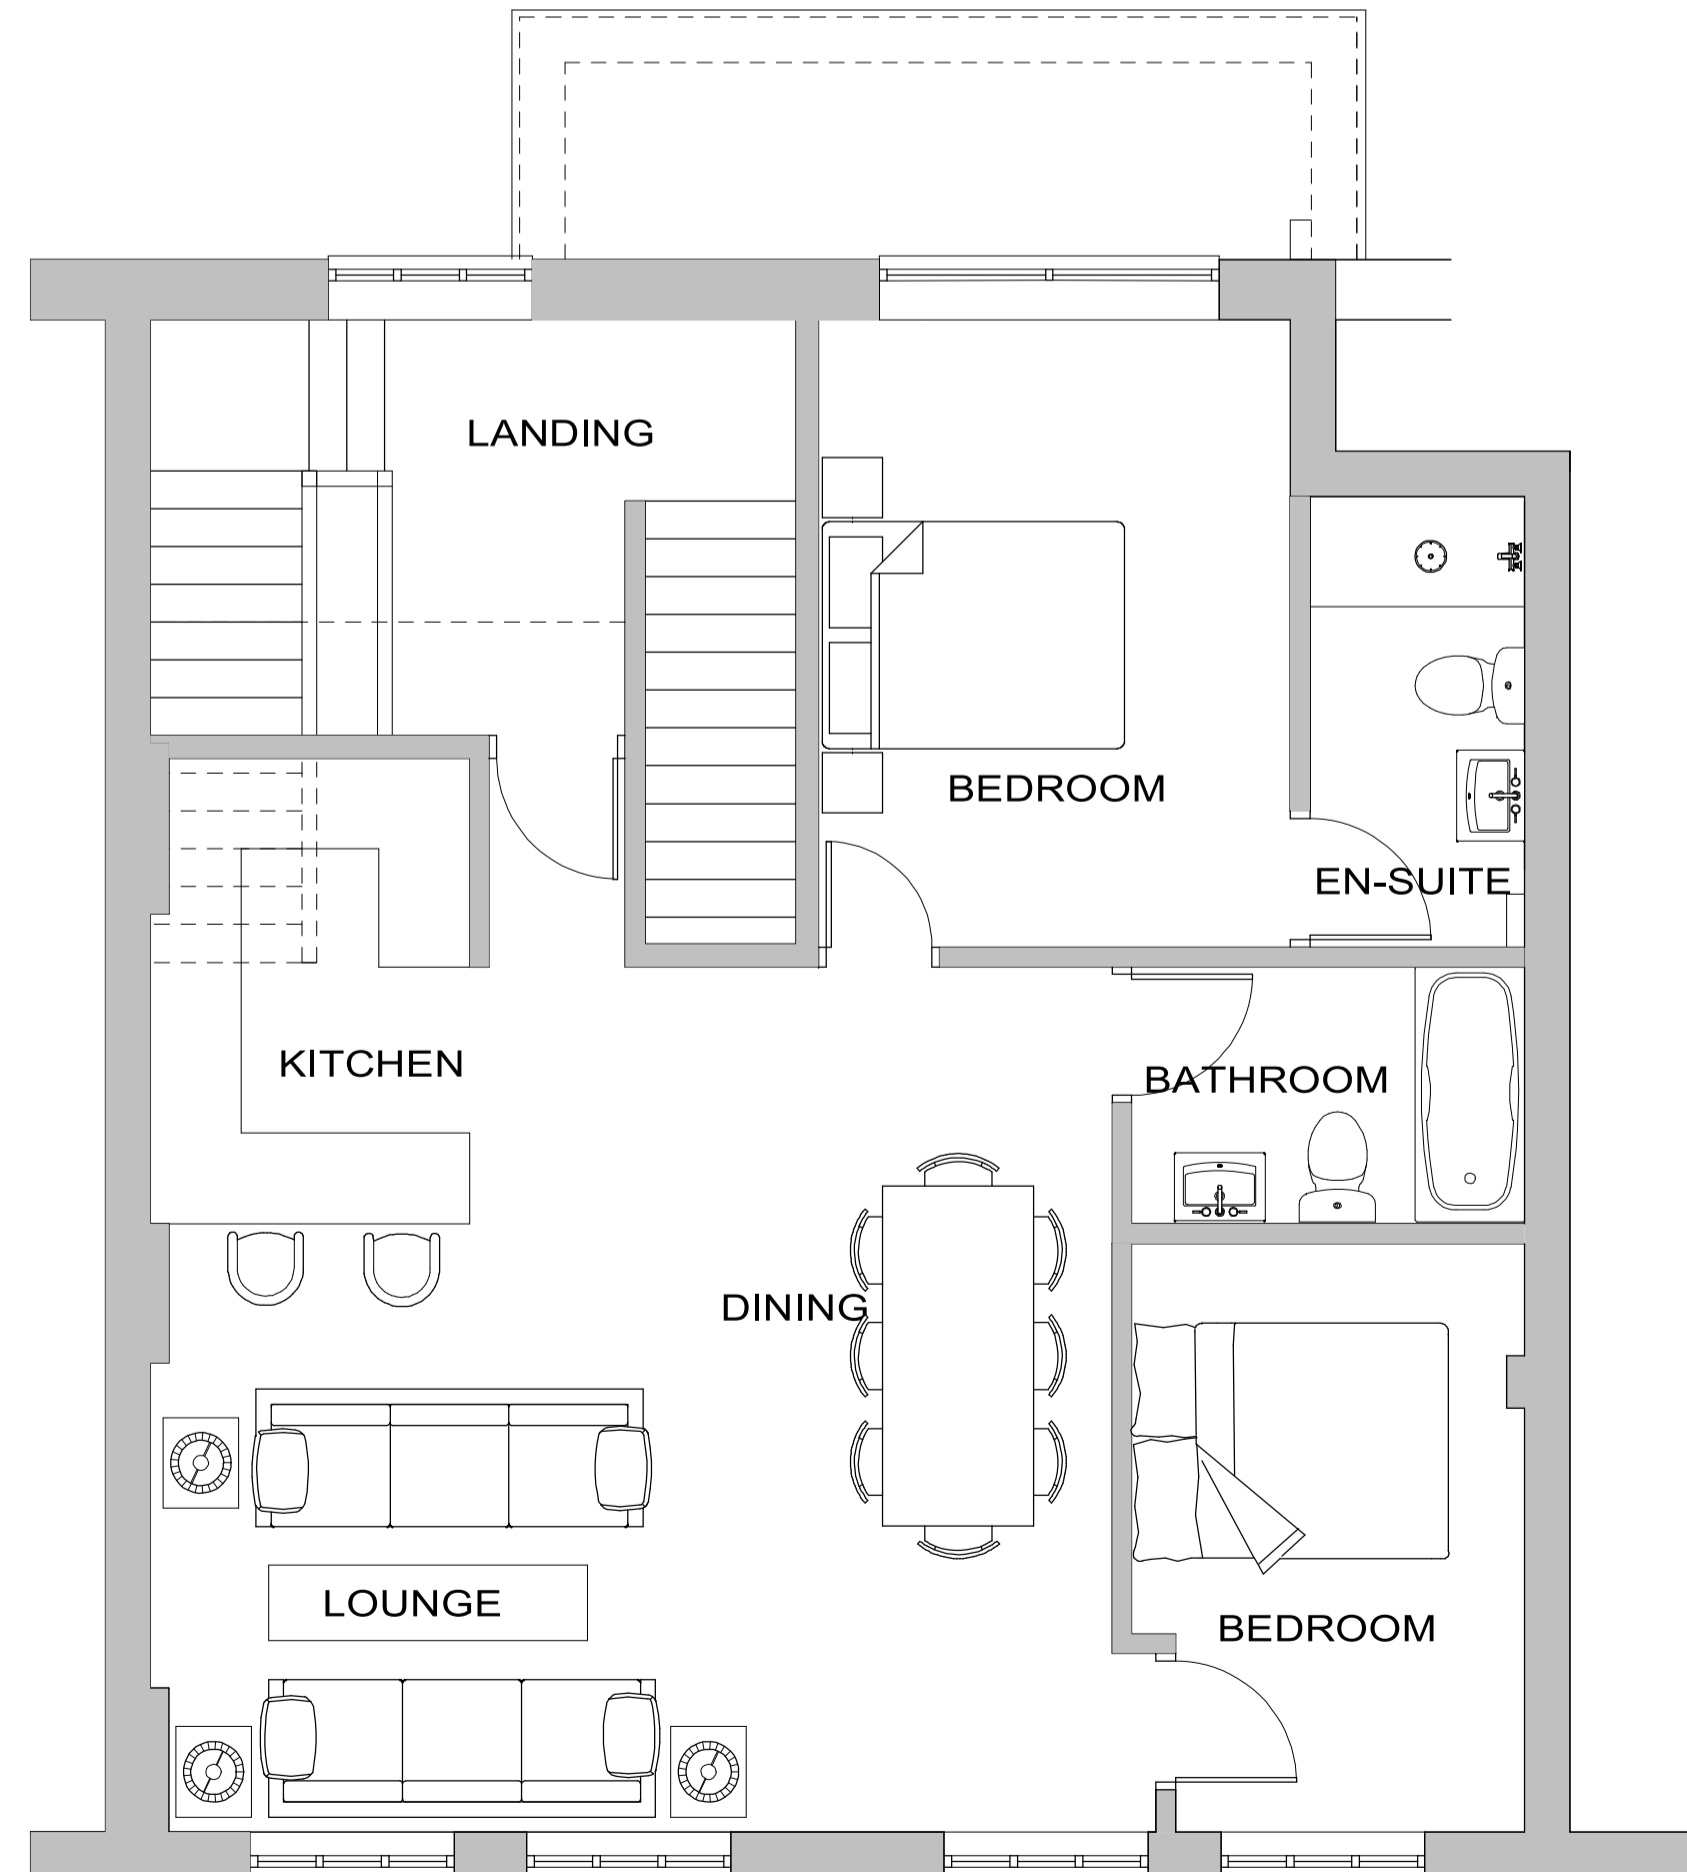 LANDING
BEDROOM
EN-SUITE
KITCHEN
BATHROOM
DINING
LOUNGE
BEDROOM